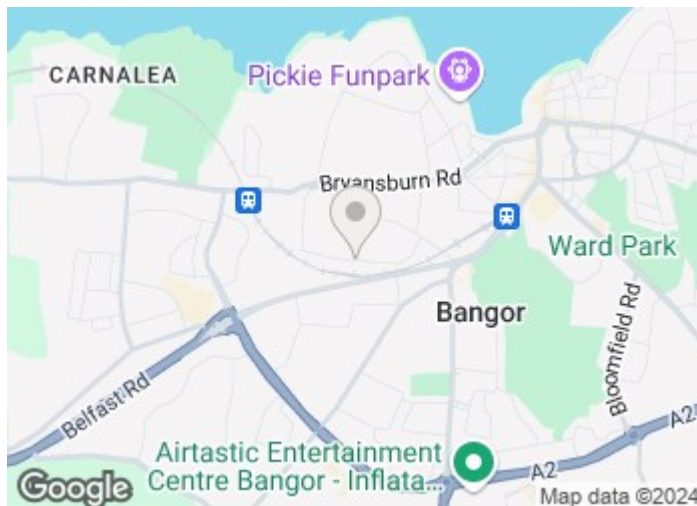 CARNALEA
Pickie Funpark
Bryansburn Rd
Ward Park
Bangor
Bloomfield Rd
Belfast Rd
Airtastic Entertainment
Centre Bangor - Inflata...
A2
A2
Google
Map data ©2024